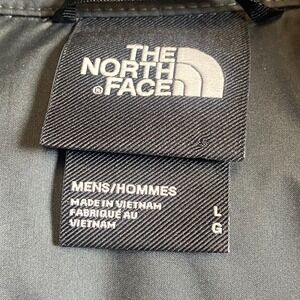 THE
NORTH
®FACE
MENS/HOMMES
MADE IN VIETNAM
FABRIQUÉ AU
VIETNAM
L
G